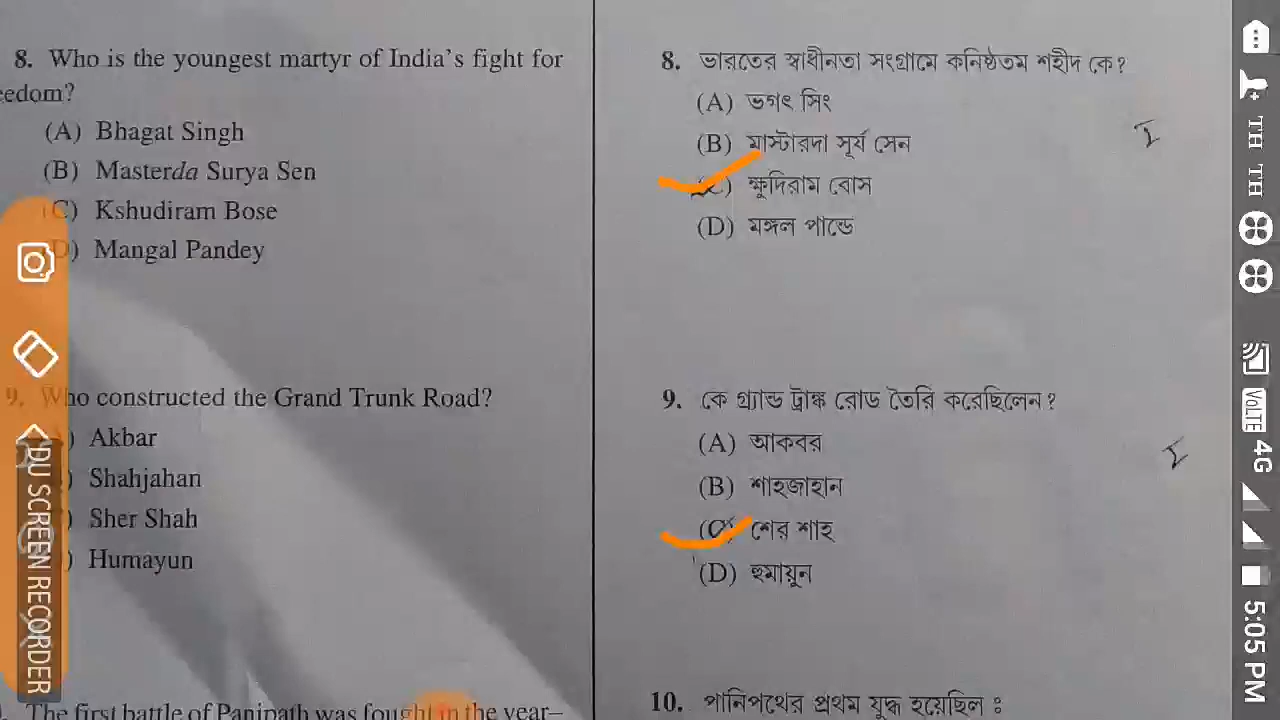 8. Who is the youngest martyr of India's fight for
edom?
(A) Bhagat Singh
(B) Masterda Surya Sen
(C) Kshudiram Bose
D) Mangal Pandey
9. Who constructed the Grand Trunk Road?
) Akbar
) Shahjahan
) Sher Shah
) Humayun
The first battle of Panipath was fought in the year–
8. ভারতের স্বাধীনতা সংগ্রামে কনিষ্ঠতম শহীদ কে?
(A) ভগৎ সিং
(B) মাস্টারদা সূর্য সেন
(C) ক্ষুদিরাম বোস
(D) মঙ্গল পান্ডে
I
9. কে গ্র্যান্ড ট্রাঙ্ক রোড তৈরি করেছিলেন?
(A) আকবর
(B) শাহজাহান
(C) শের শাহ
(D) হুমায়ুন
I
10. পানিপথের প্রথম যুদ্ধ হয়েছিল ঃ
DU SCREEN RECORDER
TH TH
VoLTE 4G
5:05 PM